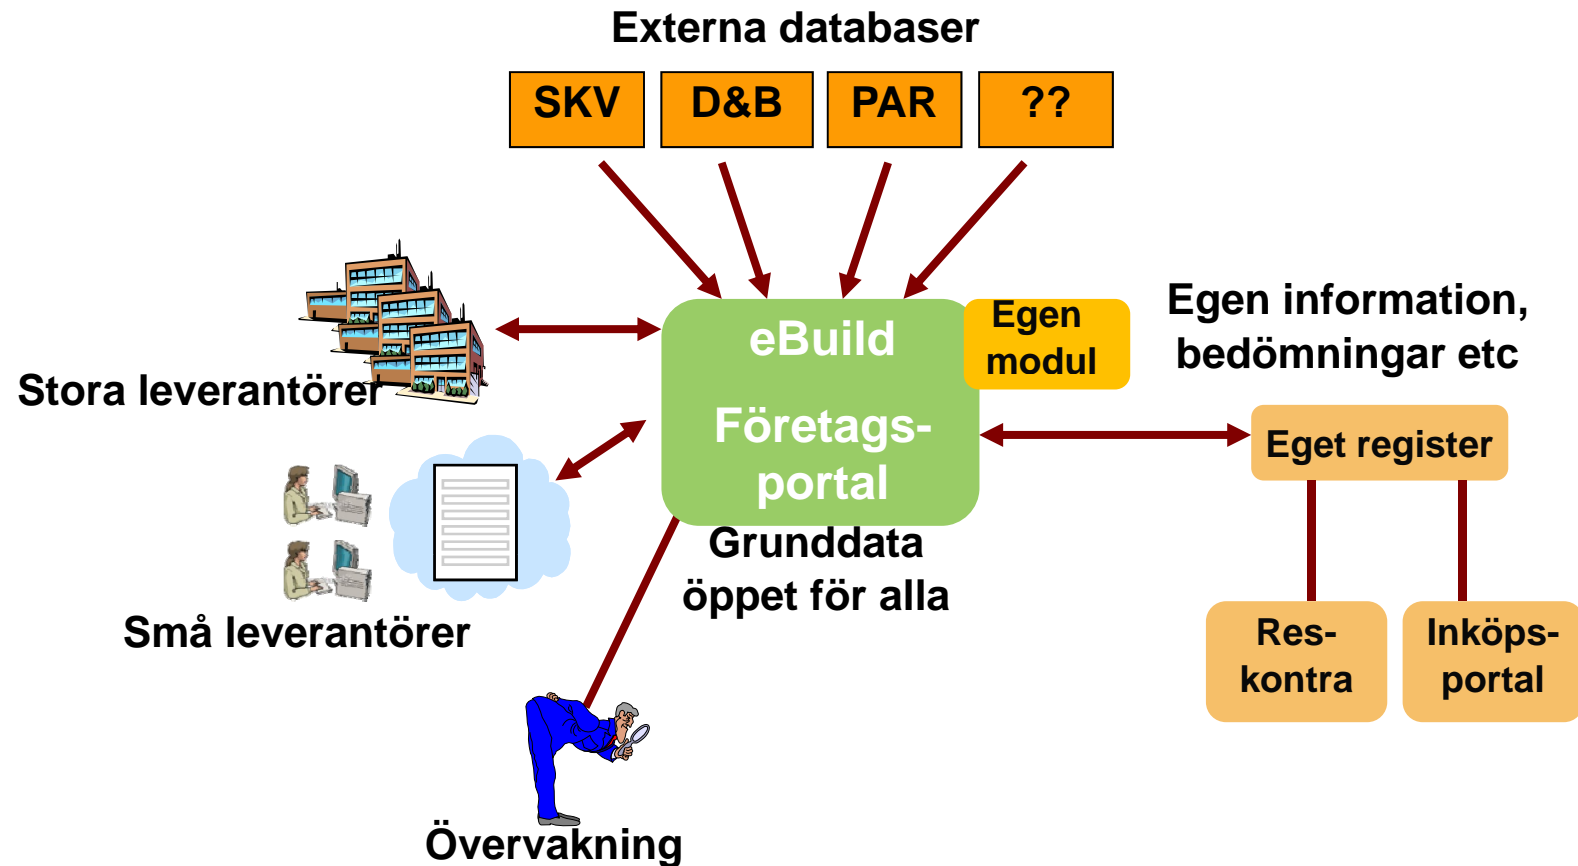 Externa databaser
SKV
D&B
PAR
??
eBuild
Företags-
portal
Egen
modul
Egen information,
bedömningar etc
Stora leverantörer
Eget register
Grunddata
öppet för alla
Små leverantörer
Res-
kontra
Inköps-
portal
Övervakning